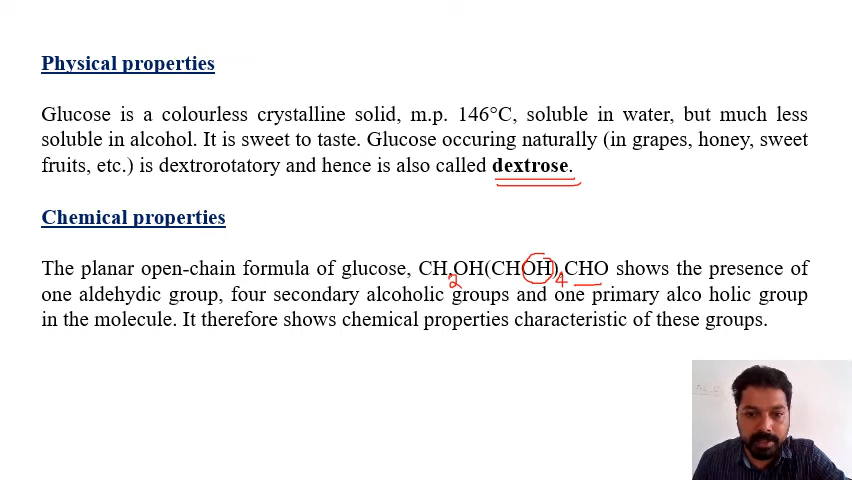 Physical properties
Glucose is a colourless crystalline solid, m.p. 146°C, soluble in water, but much less
soluble in alcohol. It is sweet to taste. Glucose occuring naturally (in grapes, honey, sweet
fruits, etc.) is dextrorotatory and hence is also called dextrose.
Chemical properties
The planar open-chain formula of glucose, CH2OH(CHOH)4CHO shows the presence of
one aldehydic group, four secondary alcoholic groups and one primary alco holic group
in the molecule. It therefore shows chemical properties characteristic of these groups.